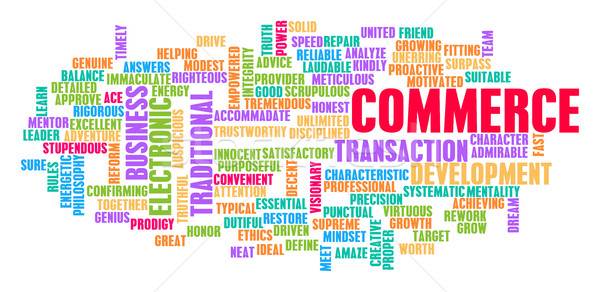 TIMELY
DRIVE
TRUTH
POWER
SOLID
SPEED
REPAIR
UNITED
FRIEND
TEAM
GENUINE
HELPING
MODEST
EMPOWERED
INTEGRITY
ADVICE
RELIABLE
ANALYZE
GROWING
UNERRING
FITTING
SURPASS
BALANCE
ANSWERS
RIGHTEOUS
LAUDABLE
KINDLY
PROACTIVE
MOTIVATED
SUITABLE
LEARN
DETAILED
IMMACULATE
ENERGY
PROVIDER
METICULOUS
APPROVE
ACE
GOOD
SCRUPULOUS
RIGOROUS
TREMENDOUS
HONEST
COMMERCE
MENTOR
EXCELLENT
BUSINESS
ELECTRONIC
AUSPICIOUS
TRADITIONAL
ACCOMMADATE
UNLIMITED
LEADER
ADVENTURE
TRUSTWORTHY
DISCIPLINED
CHARACTER
FAST
STUPENDOUS
REFORM
INNOCENT
SATISFACTORY
TRANSACTION
ADMIRABLE
SURE
RULES
ENERGETIC
PHILOSOPHY
PURPOSEFUL
DECENT
VISIONARY
CHARACTERISTIC
DEVELOPMENT
CONFIRMING
TRUTHFUL
CONVENIENT
ATTENTION
PROFESSIONAL
SYSTEMATIC
MENTALITY
TOGETHER
TYPICAL
ESSENTIAL
PRECISION
ACHIEVING
DREAM
GENIUS
PRODIGY
DUTIFUL
RESTORE
PUNCTUAL
VIRTUOUS
REWORK
HONOR
ETHICS
DRIVEN
SUPREME
GROWTH
GROW
GREAT
DEFINE
MEET
MINDSET
CREATIVE
PROPER
TARGET
NEAT
IDEAL
AMAZE
WORTH